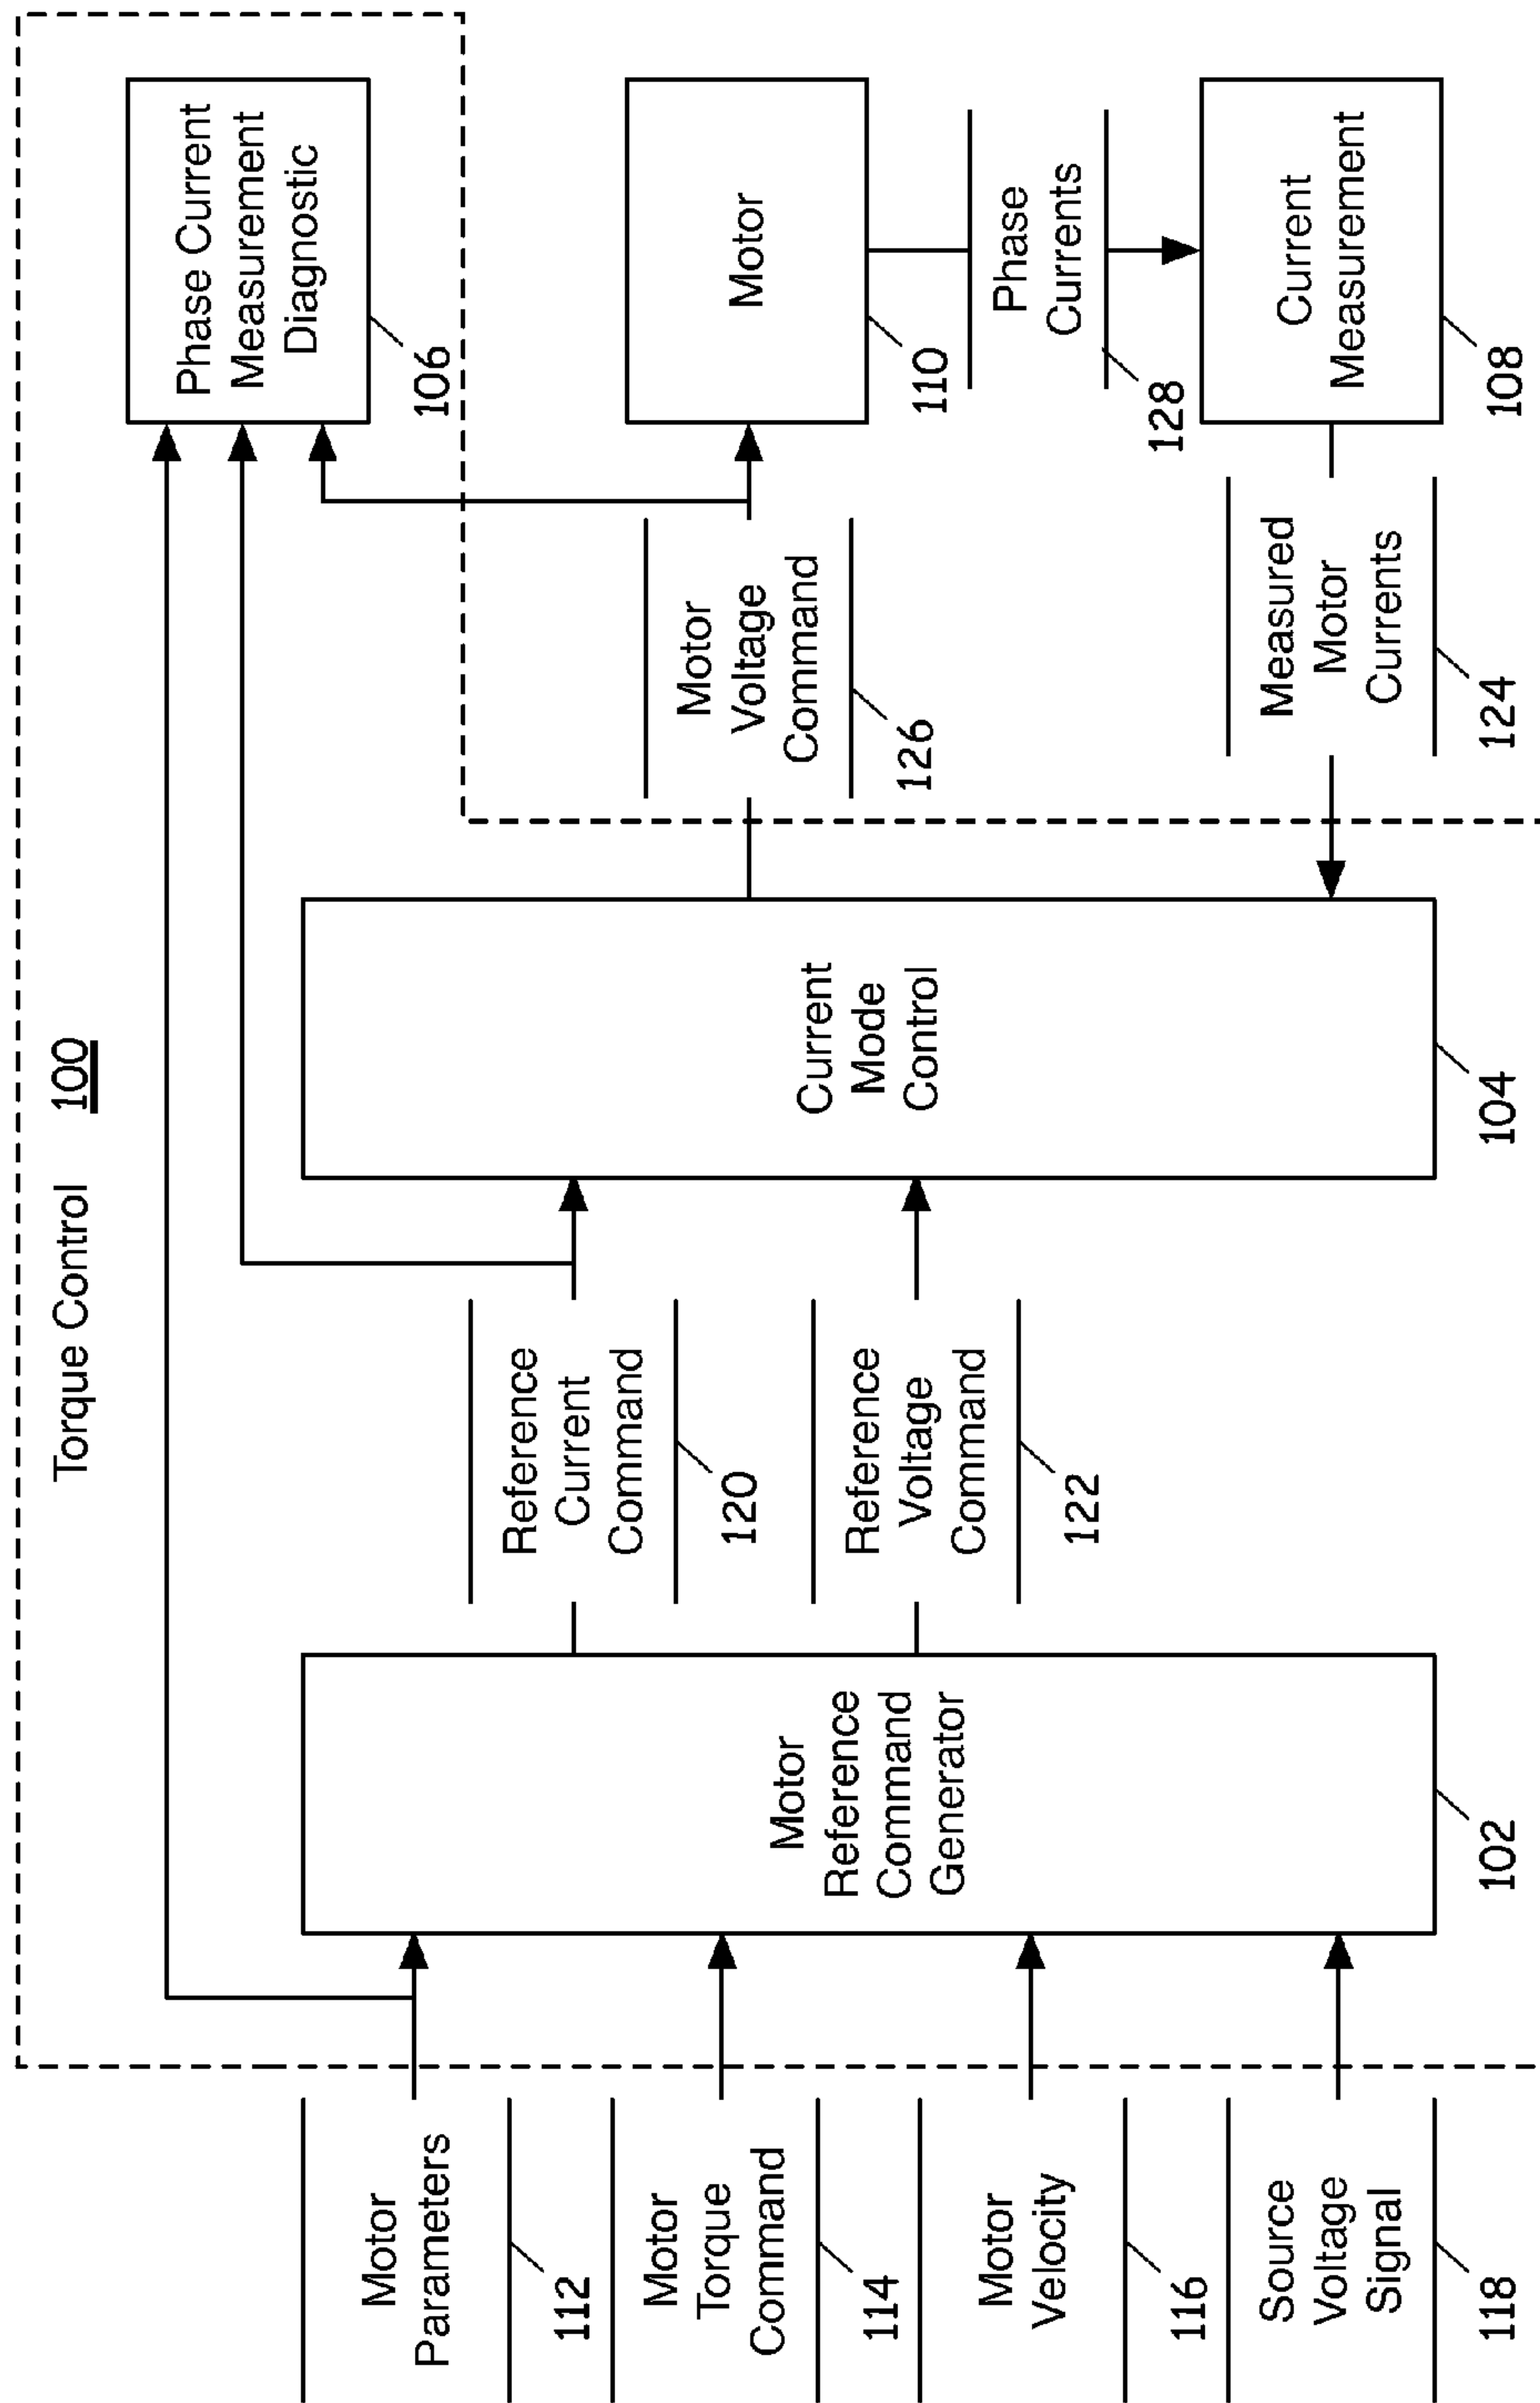 Torque Control 100
Phase Current
Measurement
Diagnostic
106
Motor
Parameters
112
Motor
Torque
Command
114
Motor
Velocity
116
Source
Voltage
Signal
118
Motor
Reference
Command
Generator
102
Reference
Current
Command
120
Reference
Voltage
Command
122
Current
Mode
Control
104
Motor
Voltage
Command
126
Motor
110
Phase
Currents
128
Measured
Motor
Currents
124
Current
Measurement
108